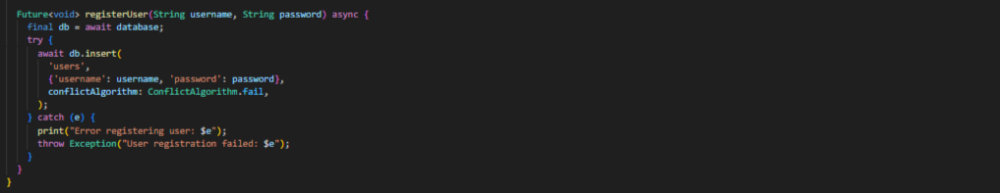 Future<void> registerUser(String username, String password) async {
final db = await database;
try {
await db.insert(
'users',
{'username': username, 'password': password},
conflictAlgorithm: ConflictAlgorithm.fail,
);
} catch (e) {
print("Error registering user: $e");
throw Exception("User registration failed: $e");
}
}
}